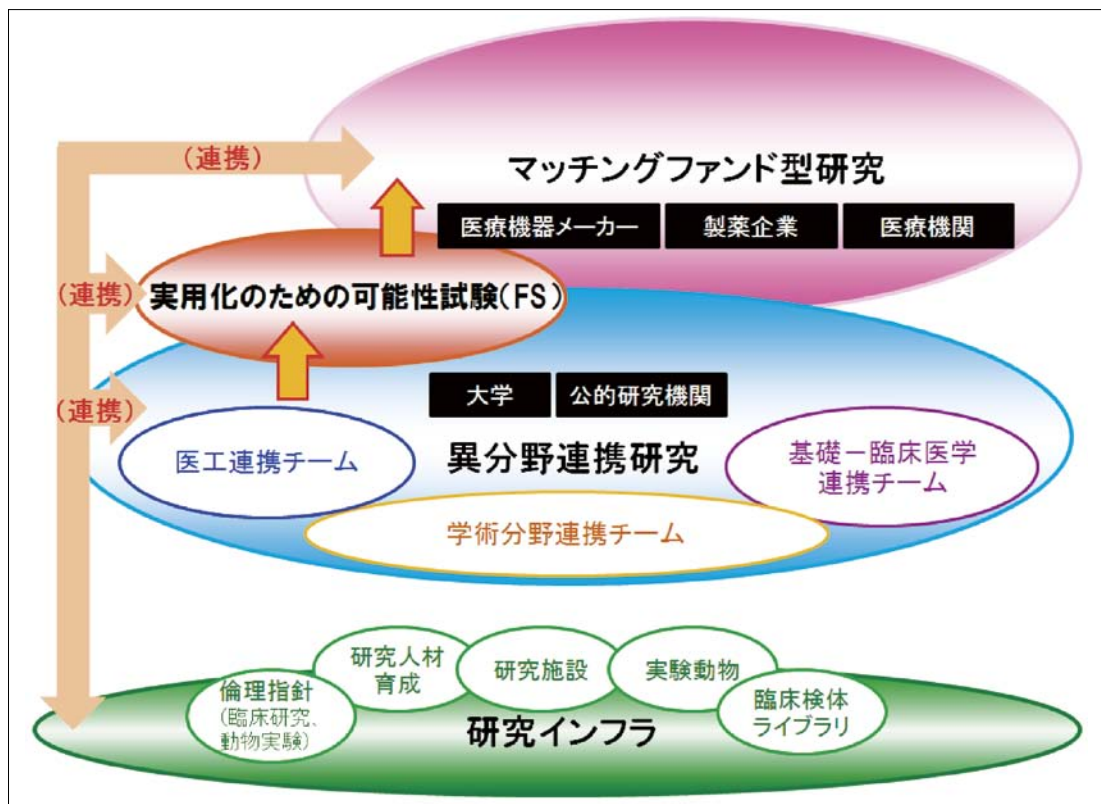 (連携)
マッチングファンド型研究
医療機器メーカー
製薬企業
医療機関
(連携)
実用化のための可能性試験(FS)
(連携)
大学
公的研究機関
医工連携チーム
異分野連携研究
基礎－臨床医学
連携チーム
学術分野連携チーム
研究人材
育成
研究施設
実験動物
倫理指針
(臨床研究、
動物実験)
臨床検体
ライブラリ
研究インフラ